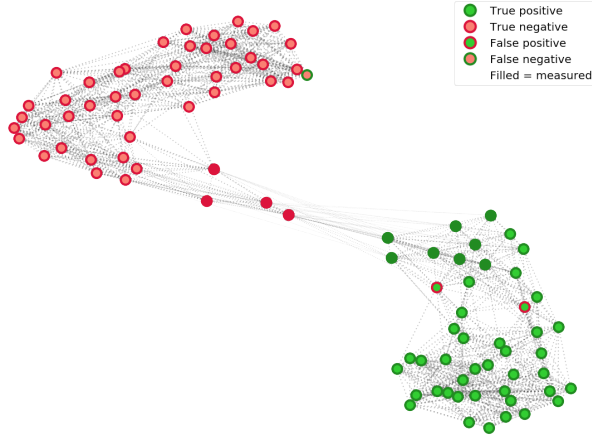 True positive
True negative
False positive
False negative
Filled = measured